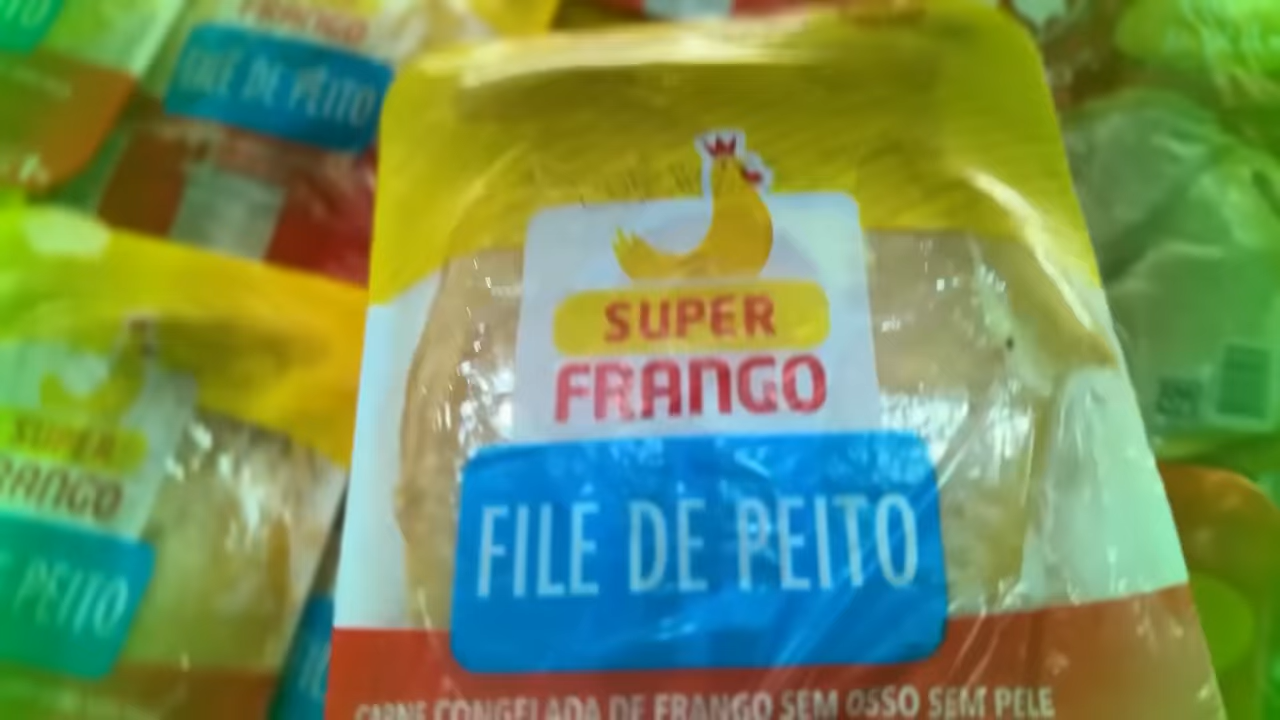 FRANGO
FILÉ DE PEITO
SUPER
FRANGO
FILÉ DE PEITO
CARNE CONGELADA DE FRANGO SEM OSSO SEM PELE
SUPER
RANGO
PEITO